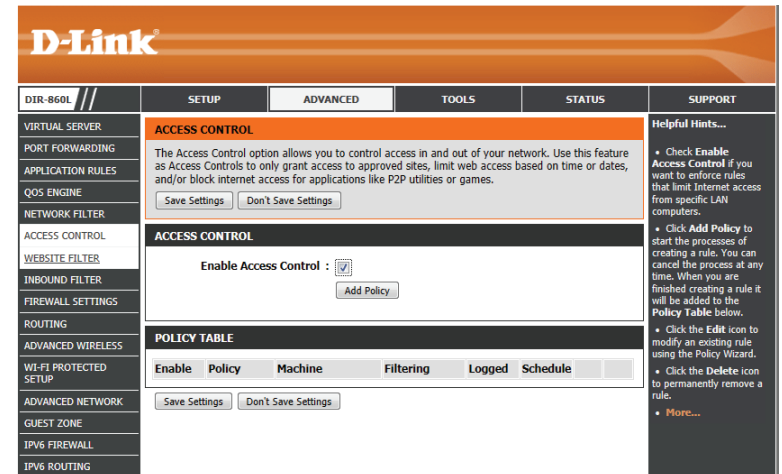 D-Link
DIR-860L
SETUP
ADVANCED
TOOLS
STATUS
SUPPORT
VIRTUAL SERVER
PORT FORWARDING
APPLICATION RULES
QOS ENGINE
NETWORK FILTER
ACCESS CONTROL
WEBSITE FILTER
INBOUND FILTER
FIREWALL SETTINGS
ROUTING
ADVANCED WIRELESS
WI-FI PROTECTED
SETUP
ADVANCED NETWORK
GUEST ZONE
IPV6 FIREWALL
IPV6 ROUTING
ACCESS CONTROL
The Access Control option allows you to control access in and out of your network. Use this feature
as Access Controls to only grant access to approved sites, limit web access based on time or dates,
and/or block internet access for applications like P2P utilities or games.
Save Settings Don't Save Settings
ACCESS CONTROL
Enable Access Control :
Add Policy
POLICY TABLE
Enable Policy Machine Filtering Logged Schedule
Save Settings Don't Save Settings
Helpful Hints...
• Check Enable
Access Control if you
want to enforce rules
that limit Internet access
from specific LAN
computers.
• Click Add Policy to
start the processes of
creating a rule. You can
cancel the process at any
time. When you are
finished creating a rule it
will be added to the
Policy Table below.
• Click the Edit icon to
modify an existing rule
using the Policy Wizard.
• Click the Delete icon
to permanently remove a
rule.
• More...